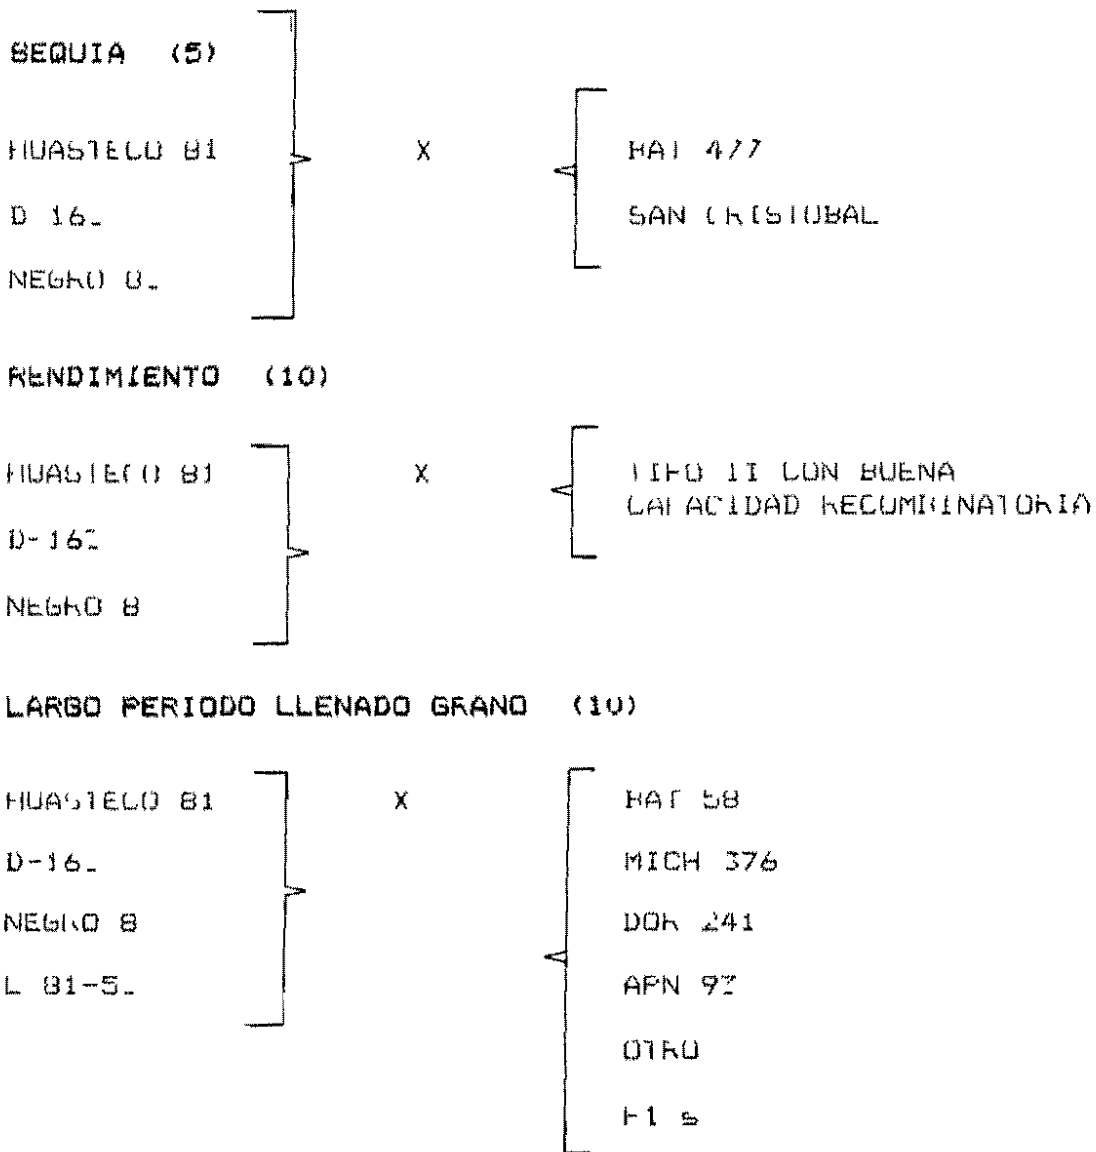 SEQUIA (5)
HUASTECO 81 X BAT 477
D 16 SAN CRISTOBAL
NEGRO 8
RENDIMIENTO (10)
HUASTECO 81 X TIPO II CON BUENA
CAPACIDAD RECOMBINATORIA
D-16
NEGRO 8
LARGO PERIODO LLENADO GRANO (10)
HUASTECO 81 X BAT 58
D-16 MICH 376
NEGRO 8 DOR 241
L 81-5 APN 9
OTRO
F1 s